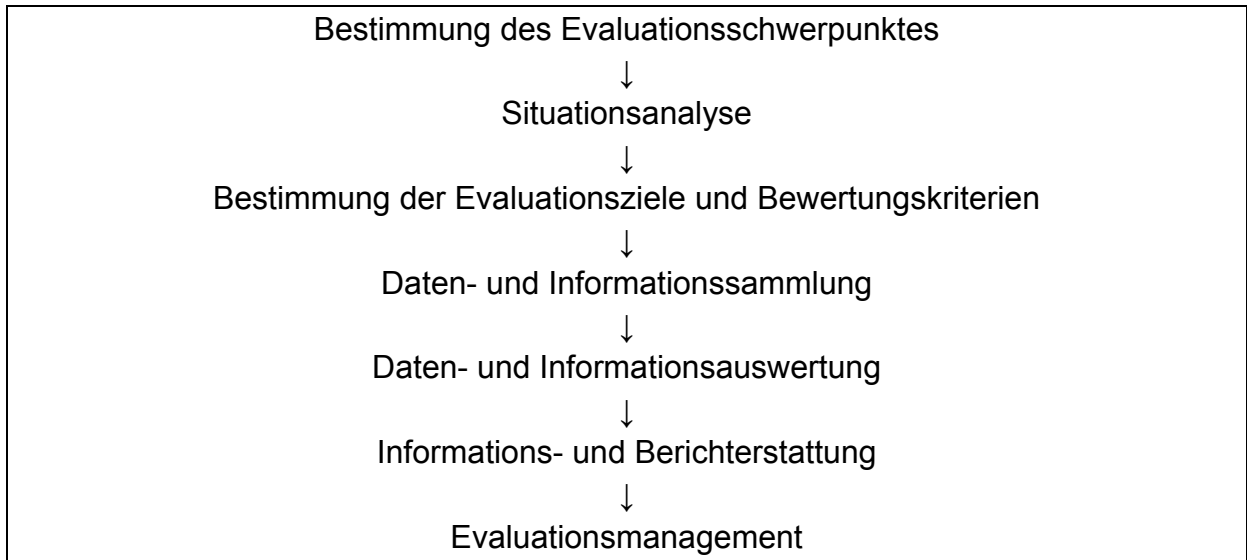 Bestimmung des Evaluationsschwerpunktes
↓
Situationsanalyse
↓
Bestimmung der Evaluationsziele und Bewertungskriterien
↓
Daten- und Informationssammlung
↓
Daten- und Informationsauswertung
↓
Informations- und Berichterstattung
↓
Evaluationsmanagement